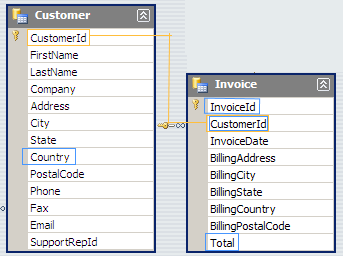 Customer
CustomerId
FirstName
LastName
Company
Address
City
State
Country
PostalCode
Phone
Fax
Email
SupportRepId
Invoice
InvoiceId
CustomerId
InvoiceDate
BillingAddress
BillingCity
BillingState
BillingCountry
BillingPostalCode
Total